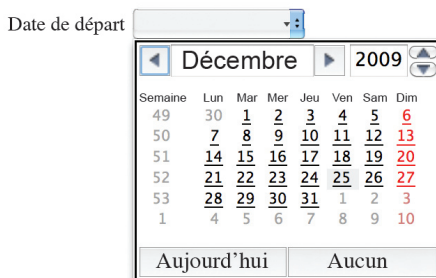 Date de départ
Décembre 2009
Semaine Lun Mar Mer Jeu Ven Sam Dim
49 30 1 2 3 4 5 6
50 7 8 9 10 11 12 13
51 14 15 16 17 18 19 20
52 21 22 23 24 25 26 27
53 28 29 30 31 1 2 3
1 4 5 6 7 8 9 10
Aujourd'hui Aucun